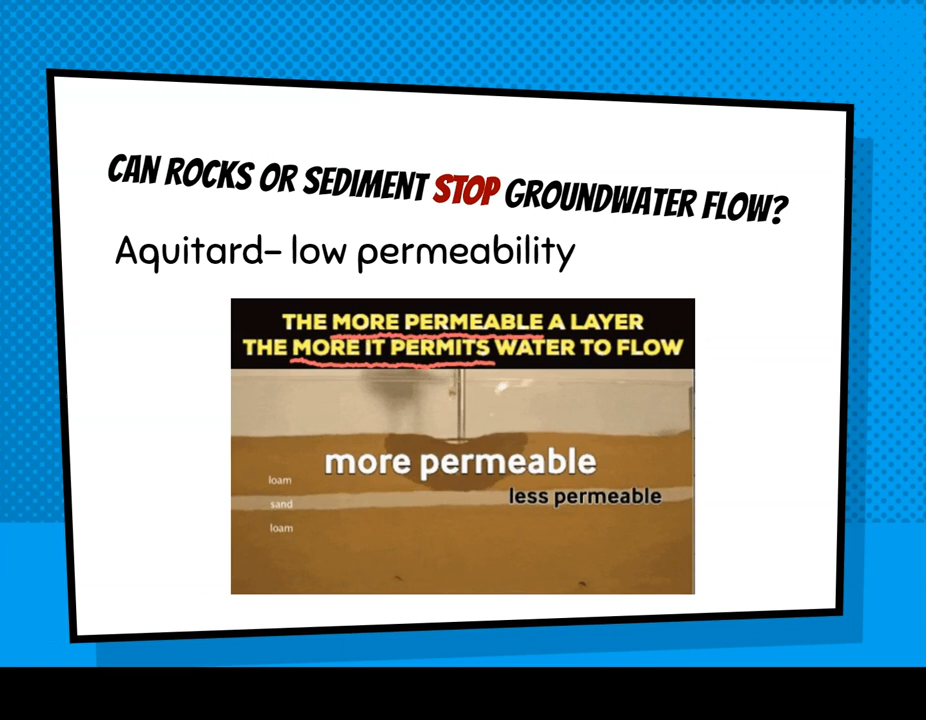 CAN ROCKS OR SEDIMENT STOP GROUNDWATER FLOW?
Aquitard- low permeability
THE MORE PERMEABLE A LAYER
THE MORE IT PERMITS WATER TO FLOW
more permeable
loam
less permeable
sand
loam